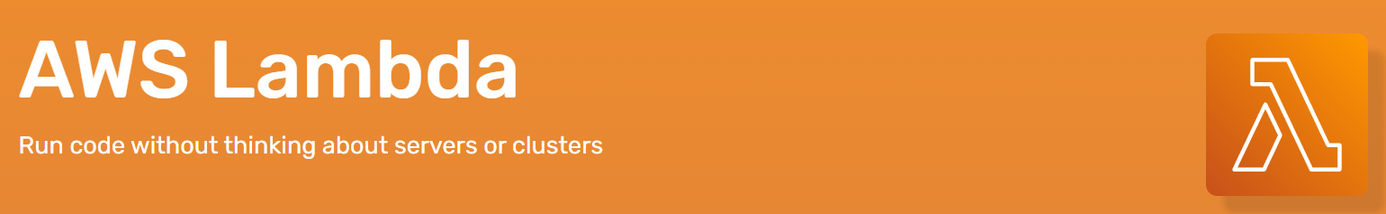 AWS Lambda
Run code without thinking about servers or clusters